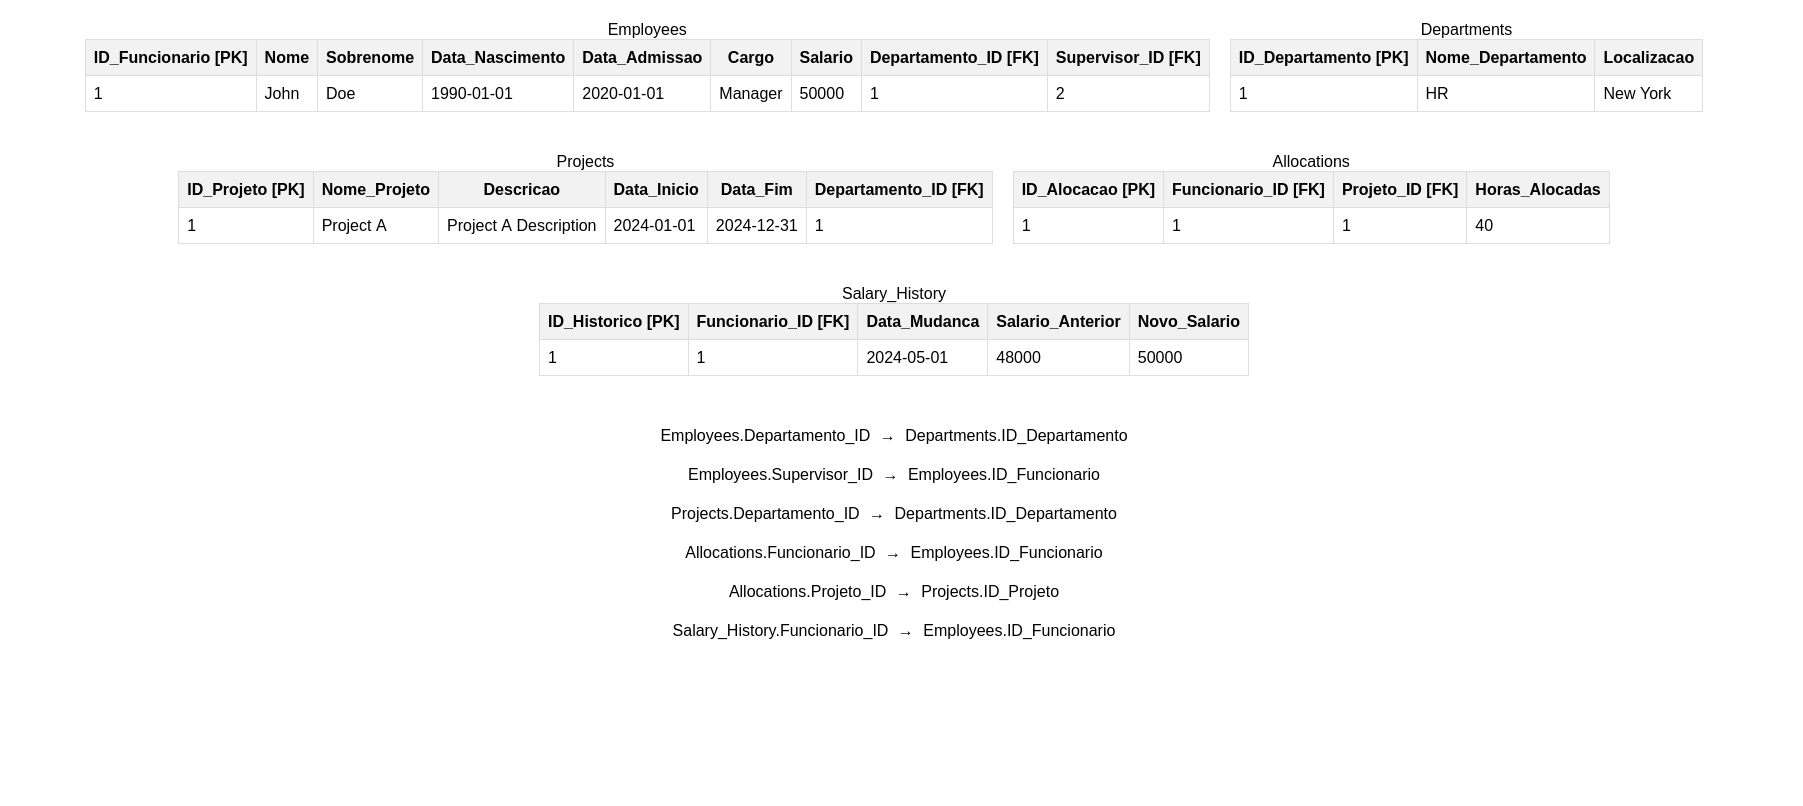 Employees
ID_Funcionario [PK] Nome Sobrenome Data_Nascimento Data_Admissao Cargo Salario Departamento_ID [FK] Supervisor_ID [FK]
1 John Doe 1990-01-01 2020-01-01 Manager 50000 1 2
Departments
ID_Departamento [PK] Nome_Departamento Localizacao
1 HR New York
Projects
ID_Projeto [PK] Nome_Projeto Descricao Data_Inicio Data_Fim Departamento_ID [FK]
1 Project A Project A Description 2024-01-01 2024-12-31 1
Allocations
ID_Alocacao [PK] Funcionario_ID [FK] Projeto_ID [FK] Horas_Alocadas
1 1 1 40
Salary_History
ID_Historico [PK] Funcionario_ID [FK] Data_Mudanca Salario_Anterior Novo_Salario
1 1 2024-05-01 48000 50000
Employees.Departamento_ID → Departments.ID_Departamento
Employees.Supervisor_ID → Employees.ID_Funcionario
Projects.Departamento_ID → Departments.ID_Departamento
Allocations.Funcionario_ID → Employees.ID_Funcionario
Allocations.Projeto_ID → Projects.ID_Projeto
Salary_History.Funcionario_ID → Employees.ID_Funcionario